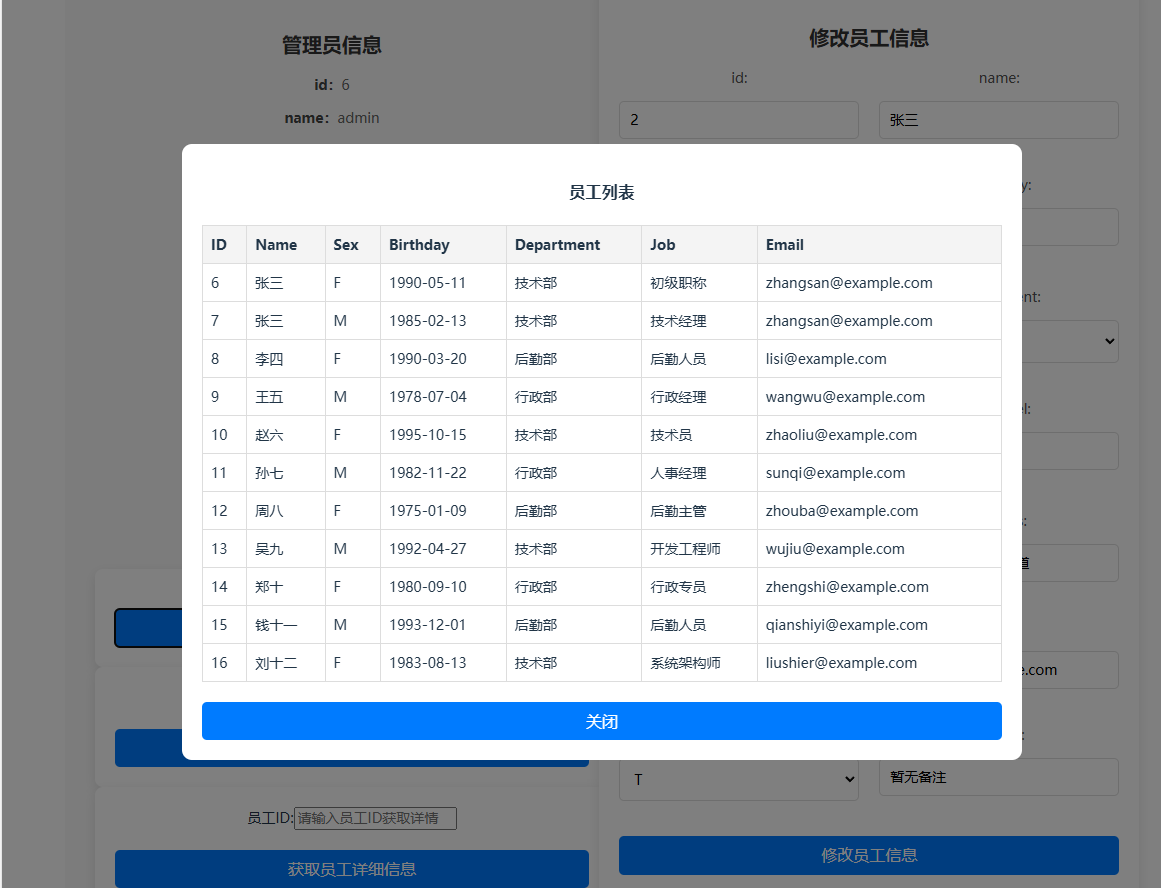 管理员信息
id： 6
name： admin
修改员工信息
id: name:
2 张三
y:
nt:
el:
s:
道
e.com
:
员工列表
ID Name Sex Birthday Department Job Email
6 张三 F 1990-05-11 技术部 初级职称 zhangsan@example.com
7 张三 M 1985-02-13 技术部 技术经理 zhangsan@example.com
8 李四 F 1990-03-20 后勤部 后勤人员 lisi@example.com
9 王五 M 1978-07-04 行政部 行政经理 wangwu@example.com
10 赵六 F 1995-10-15 技术部 技术员 zhaoliu@example.com
11 孙七 M 1982-11-22 行政部 人事经理 sunqi@example.com
12 周八 F 1975-01-09 后勤部 后勤主管 zhouba@example.com
13 吴九 M 1992-04-27 技术部 开发工程师 wujiu@example.com
14 郑十 F 1980-09-10 行政部 行政专员 zhengshi@example.com
15 钱十一 M 1993-12-01 后勤部 后勤人员 qianshiyi@example.com
16 刘十二 F 1983-08-13 技术部 系统架构师 liushier@example.com
关闭
T 暂无备注
员工ID: 请输入员工ID获取详情
获取员工详细信息
修改员工信息